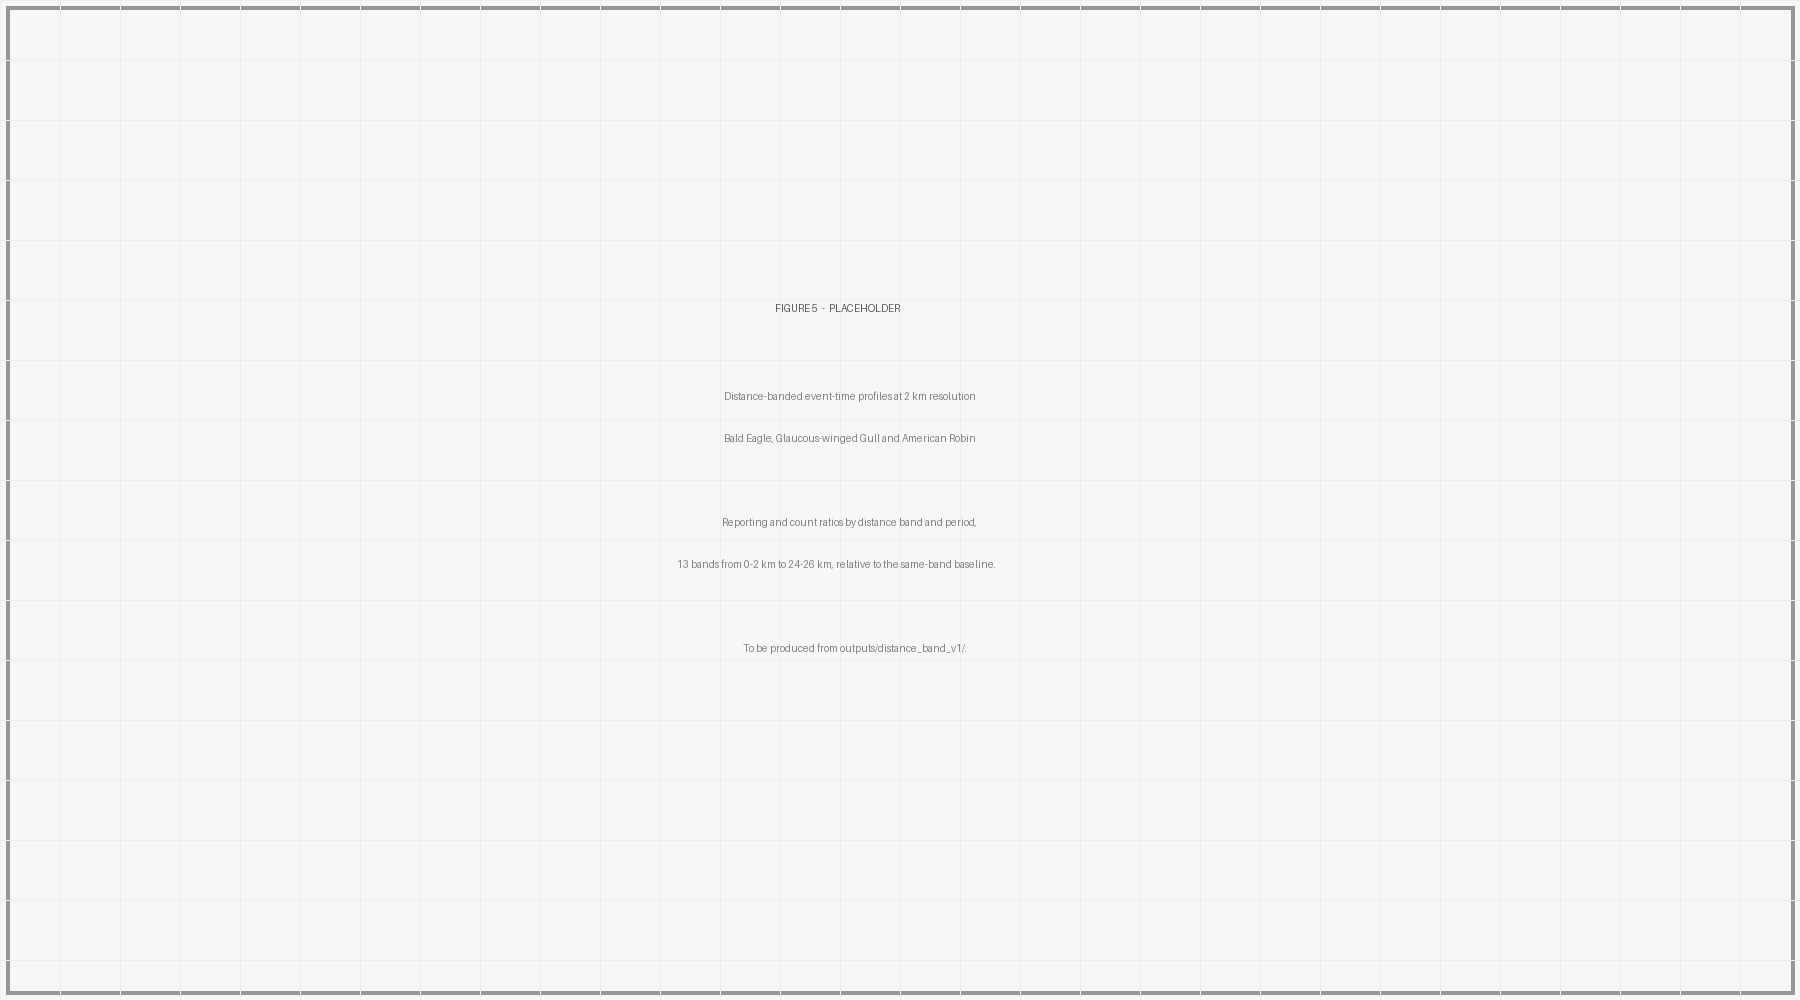 FIGURE 5 - PLACEHOLDER
Distance-banded event-time profiles at 2 km resolution
Bald Eagle, Glaucous-winged Gull and American Robin
Reporting and count ratios by distance band and period,
13 bands from 0-2 km to 24-26 km, relative to the same-band baseline.
To be produced from outputs/distance_band_v1/.